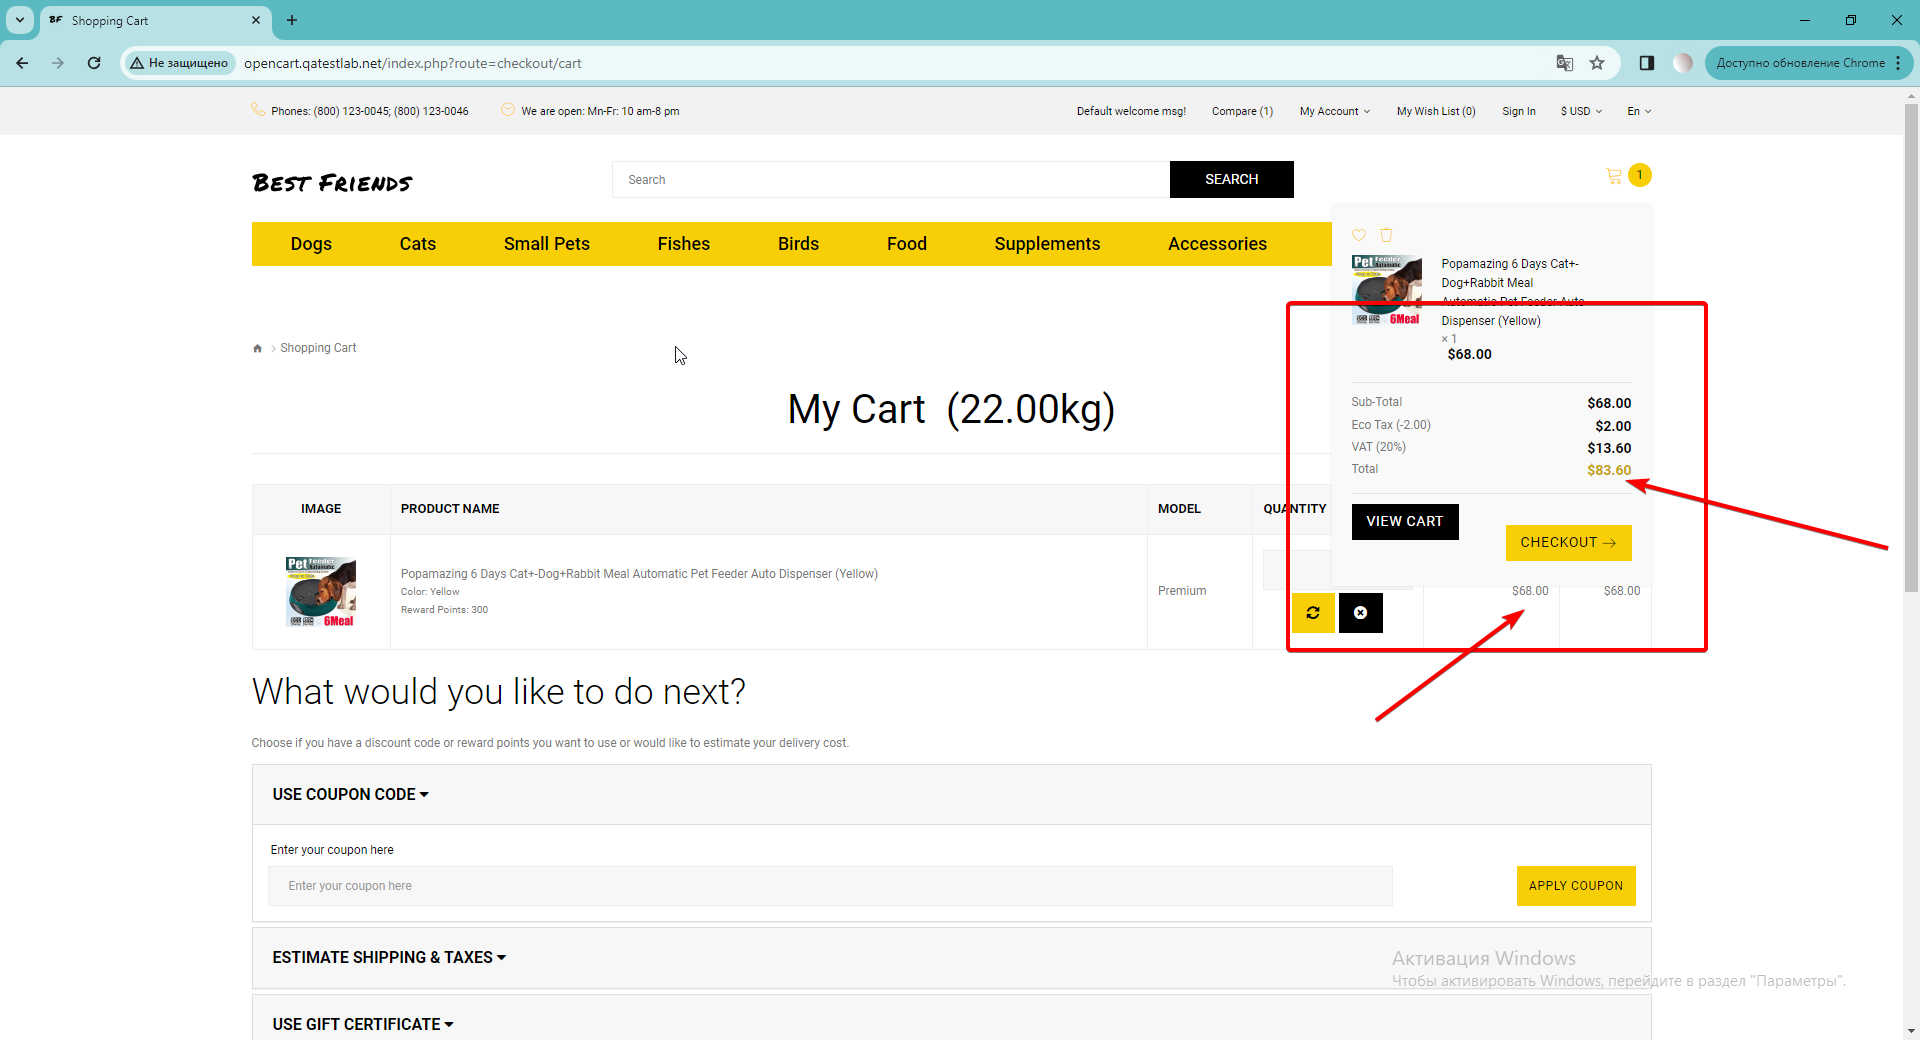 BF Shopping Cart
Не защищено opencart.qatestlab.net/index.php?route=checkout/cart Доступно обновление Chrome
Phones: (800) 123-0045; (800) 123-0046 We are open: Mn-Fr: 10 am-8 pm Default welcome msg! Compare (1) My Account My Wish List (0) Sign In $ USD En
BEST FRIENDS Search SEARCH 1
Dogs Cats Small Pets Fishes Birds Food Supplements Accessories
Pet Feeder
Automatic
6Meal
Popamazing 6 Days Cat+-
Dog+Rabbit Meal
Automatic Pet Feeder Auto
Dispenser (Yellow)
× 1
$68.00
Shopping Cart
My Cart (22.00kg)
Sub-Total $68.00
Eco Tax (-2.00) $2.00
VAT (20%) $13.60
Total $83.60
VIEW CART
CHECKOUT
IMAGE PRODUCT NAME MODEL QUANTITY
Pet Feeder
Automatic
6Meal
Popamazing 6 Days Cat+-Dog+Rabbit Meal Automatic Pet Feeder Auto Dispenser (Yellow)
Color: Yellow
Reward Points: 300
Premium $68.00 $68.00
What would you like to do next?
Choose if you have a discount code or reward points you want to use or would like to estimate your delivery cost.
USE COUPON CODE
Enter your coupon here
Enter your coupon here APPLY COUPON
ESTIMATE SHIPPING & TAXES
Активация Windows
Чтобы активировать Windows, перейдите в раздел "Параметры".
USE GIFT CERTIFICATE